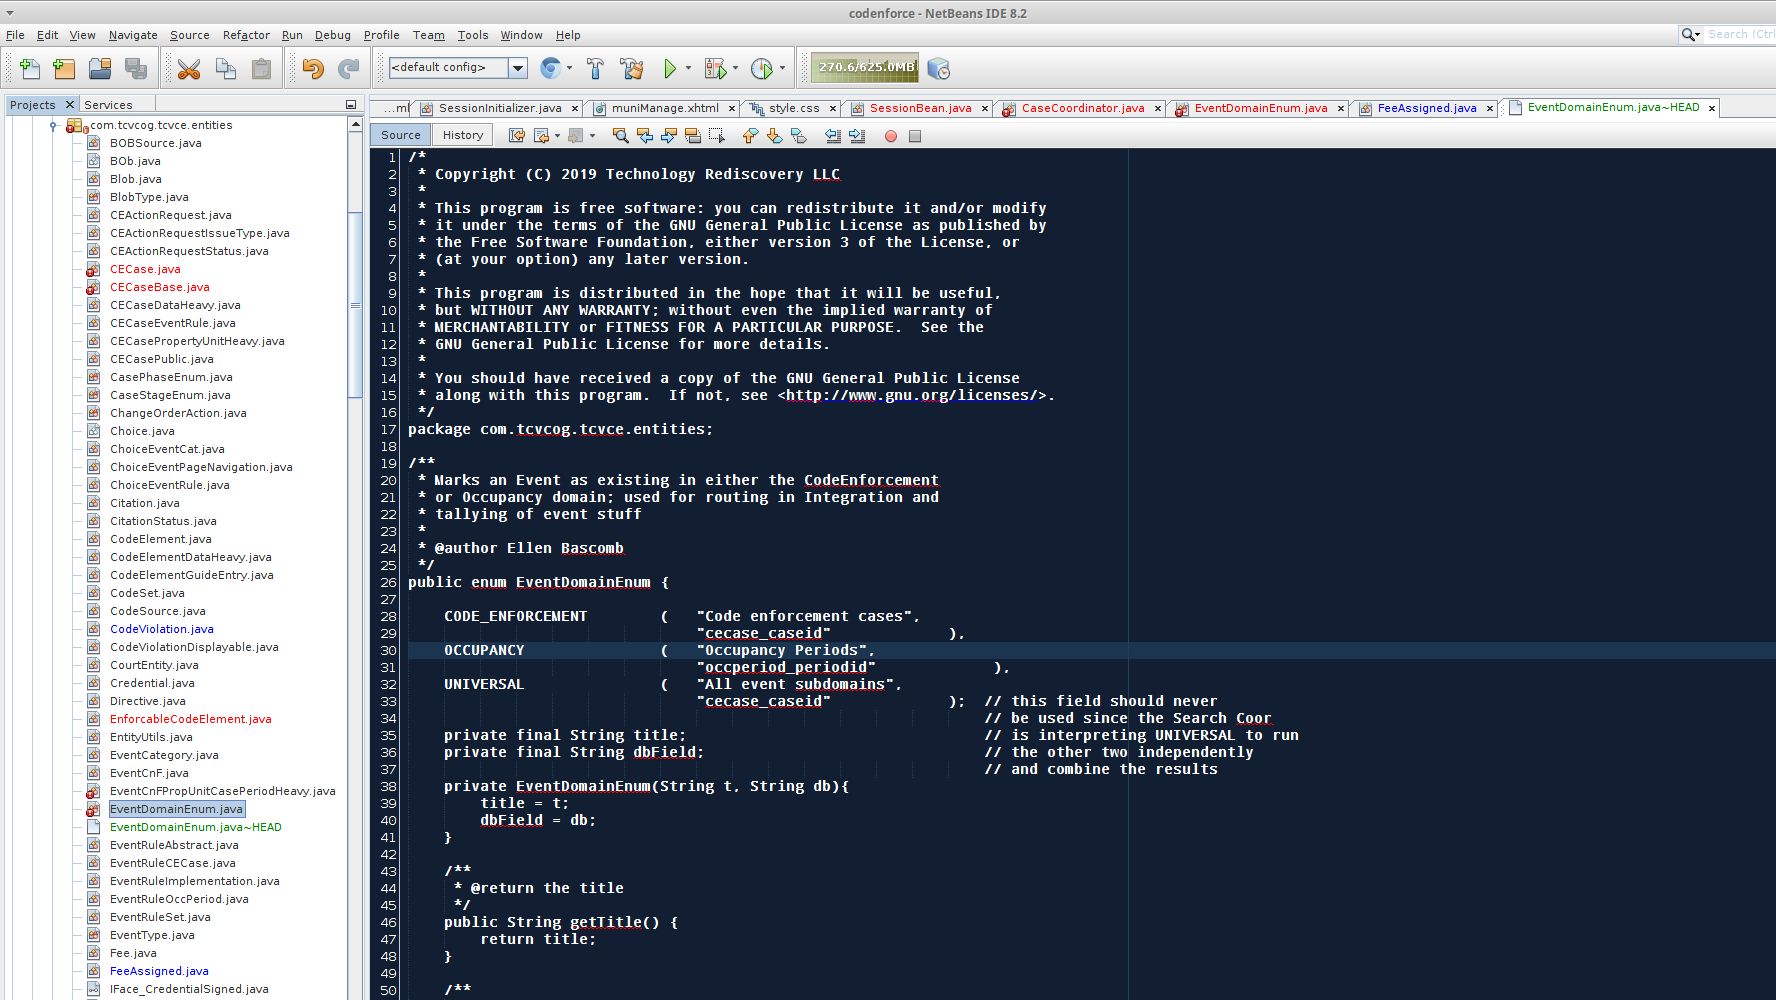 codenforce - NetBeans IDE 8.2
File Edit View Navigate Source Refactor Run Debug Profile Team Tools Window Help
Search (Ctrl
<default config>
270.6/625.0MB
Projects Services
...ml SessionInitializer.java muniManage.xhtml style.css SessionBean.java CaseCoordinator.java EventDomainEnum.java FeeAssigned.java EventDomainEnum.java~HEAD
Source History
com.tcvcog.tcvce.entities
BOBSource.java
BOb.java
Blob.java
BlobType.java
CEActionRequest.java
CEActionRequestIssueType.java
CEActionRequestStatus.java
CECase.java
CECaseBase.java
CECaseDataHeavy.java
CECaseEventRule.java
CECasePropertyUnitHeavy.java
CECasePublic.java
CasePhaseEnum.java
CaseStageEnum.java
ChangeOrderAction.java
Choice.java
ChoiceEventCat.java
ChoiceEventPageNavigation.java
ChoiceEventRule.java
Citation.java
CitationStatus.java
CodeElement.java
CodeElementDataHeavy.java
CodeElementGuideEntry.java
CodeSet.java
CodeSource.java
CodeViolation.java
CodeViolationDisplayable.java
CourtEntity.java
Credential.java
Directive.java
EnforcableCodeElement.java
EntityUtils.java
EventCategory.java
EventCnF.java
EventCnFPropUnitCasePeriodHeavy.java
EventDomainEnum.java
EventDomainEnum.java~HEAD
EventRuleAbstract.java
EventRuleCECase.java
EventRuleImplementation.java
EventRuleOccPeriod.java
EventRuleSet.java
EventType.java
Fee.java
FeeAssigned.java
IFace_CredentialSigned.java
1 /*
2 * Copyright (C) 2019 Technology Rediscovery LLC
3 *
4 * This program is free software: you can redistribute it and/or modify
5 * it under the terms of the GNU General Public License as published by
6 * the Free Software Foundation, either version 3 of the License, or
7 * (at your option) any later version.
8 *
9 * This program is distributed in the hope that it will be useful,
10 * but WITHOUT ANY WARRANTY; without even the implied warranty of
11 * MERCHANTABILITY or FITNESS FOR A PARTICULAR PURPOSE.  See the
12 * GNU General Public License for more details.
13 *
14 * You should have received a copy of the GNU General Public License
15 * along with this program.  If not, see <http://www.gnu.org/licenses/>.
16 */
17 package com.tcvcog.tcvce.entities;
18
19 /**
20 * Marks an Event as existing in either the CodeEnforcement
21 * or Occupancy domain; used for routing in Integration and
22 * tallying of event stuff
23 *
24 * @author Ellen Bascomb
25 */
26 public enum EventDomainEnum {
27
28 CODE_ENFORCEMENT ( "Code enforcement cases",
29 "cecase_caseid" ),
30 OCCUPANCY ( "Occupancy Periods",
31 "occperiod_periodid" ),
32 UNIVERSAL ( "All event subdomains",
33 "cecase_caseid" ); // this field should never
34 // be used since the Search Coor
35 private final String title; // is interpreting UNIVERSAL to run
36 private final String dbField; // the other two independently
37 // and combine the results
38 private EventDomainEnum(String t, String db){
39 title = t;
40 dbField = db;
41 }
42
43 /**
44 * @return the title
45 */
46 public String getTitle() {
47 return title;
48 }
49
50 /**